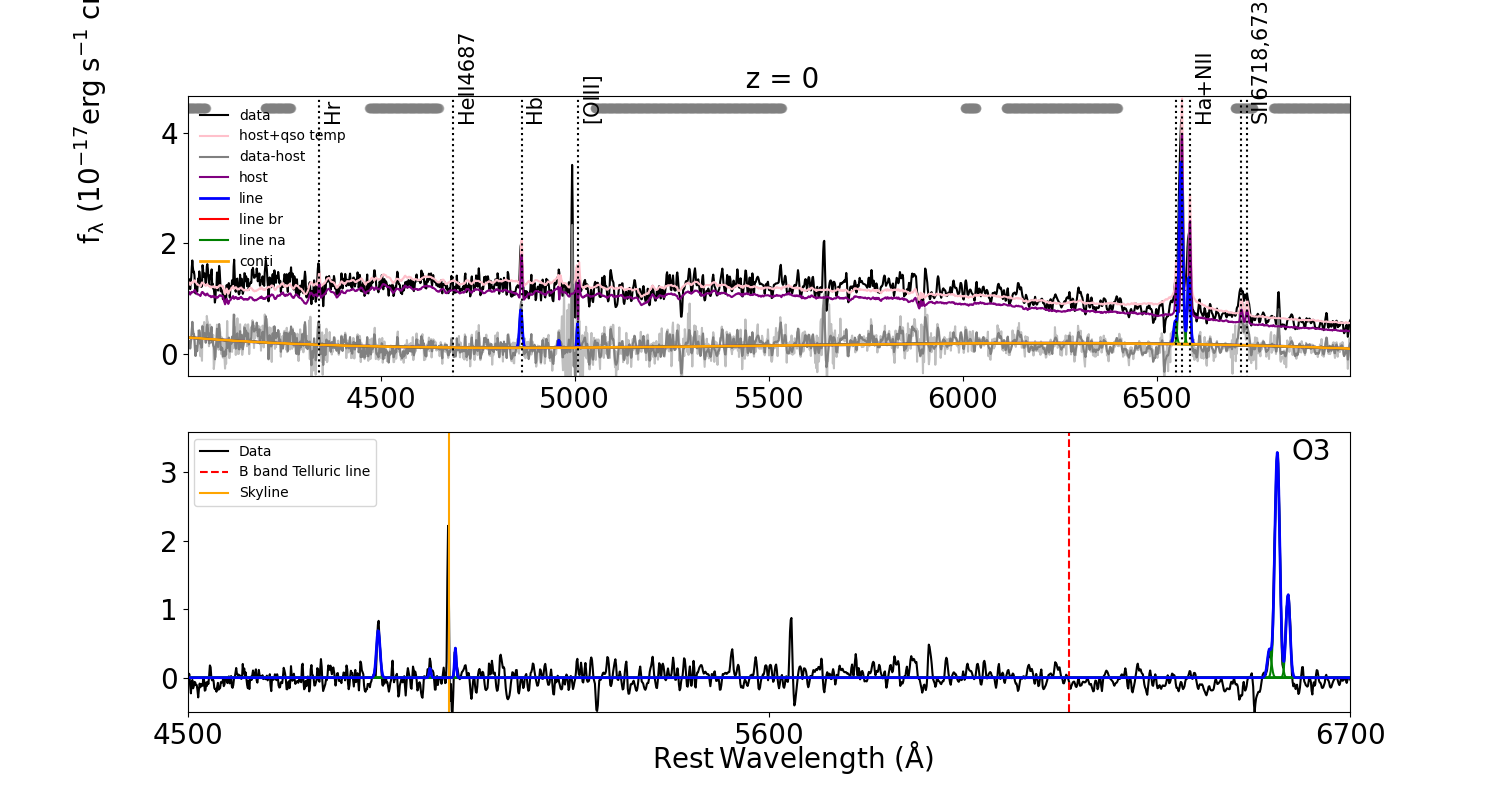 z = 0
f_λ (10^−17 erg s^−1 c
Hr
HeII4687
Hb
[OIII]
Ha+NII
SII6718,673
data
host+qso temp
data-host
host
line
line br
line na
conti
4
2
0
4500
5000
5500
6000
6500
Data
B band Telluric line
Skyline
O3
3
2
1
0
4500
5600
6700
Rest Wavelength (Å)